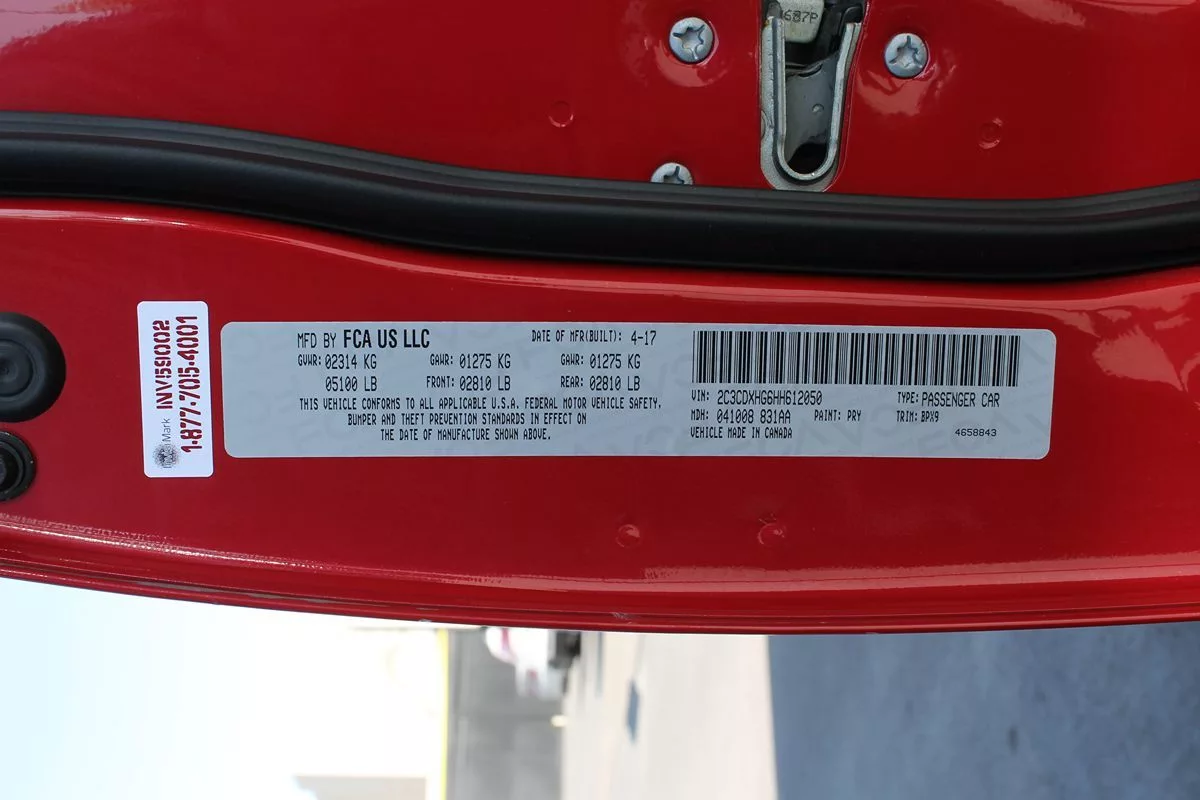 687P
INV59002
1-877-705-4001
Mark
MFD BY FCA US LLC DATE OF MFR(BUILT): 4-17
GVWR: 02314 KG GAWR: 01275 KG GAWR: 01275 KG
05100 LB FRONT: 02810 LB REAR: 02810 LB
THIS VEHICLE CONFORMS TO ALL APPLICABLE U.S.A. FEDERAL MOTOR VEHICLE SAFETY,
BUMPER AND THEFT PREVENTION STANDARDS IN EFFECT ON
THE DATE OF MANUFACTURE SHOWN ABOVE.
VIN: 2C3CDXHG6HH612050 TYPE: PASSENGER CAR
MDH: 041008 831AA PAINT: PRY TRIM: BPX9
VEHICLE MADE IN CANADA 4658843